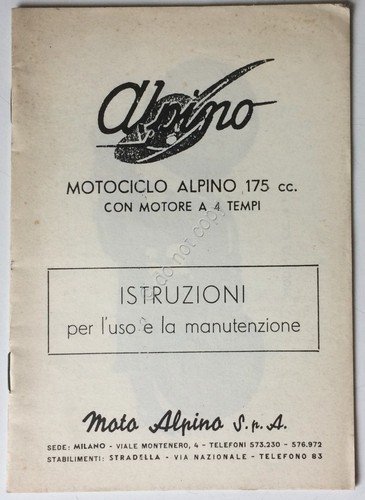 Alpino
MOTOCICLO ALPINO 175 cc.
CON MOTORE A 4 TEMPI
ISTRUZIONI
per l'uso e la manutenzione
Moto Alpino S.p.A.
SEDE: MILANO - VIALE MONTENERO, 4 - TELEFONI 573.230 - 576.972
STABILIMENTI: STRADELLA - VIA NAZIONALE - TELEFONO 83